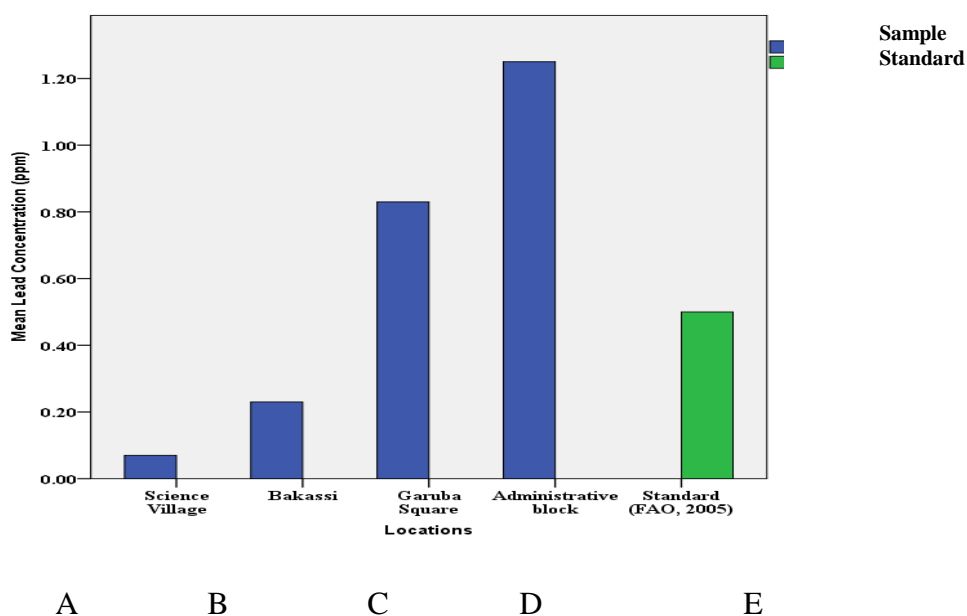 Sample
Standard
Mean Lead Concentration (ppm)
1.20
1.00
0.80
0.60
0.40
0.20
0.00
Science Village
Bakassi
Garuba Square
Administrative block
Standard (FAO, 2005)
Locations
A B C D E